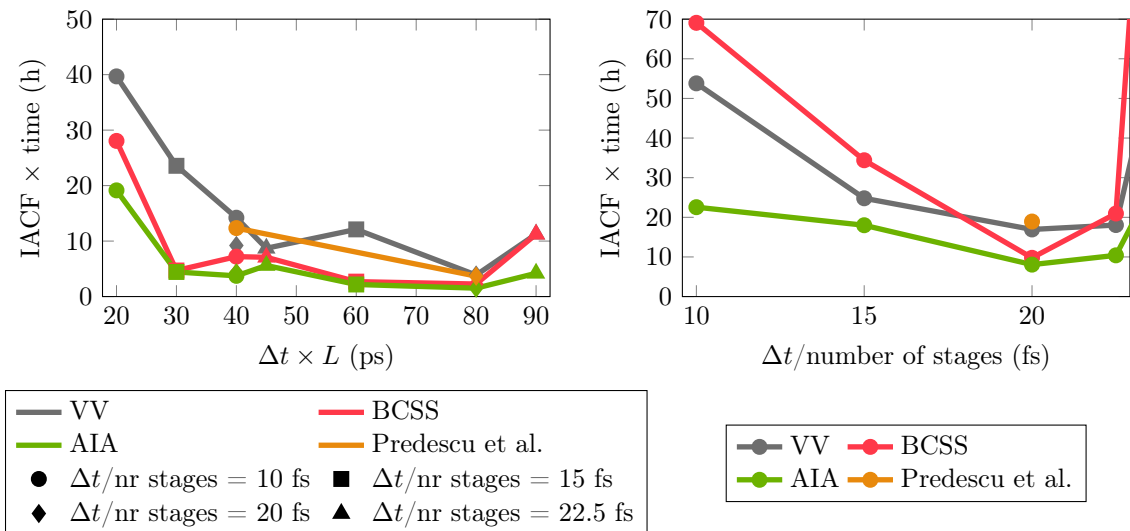 50
40
30
20
10
0
IACF × time (h)
20 30 40 50 60 70 80 90
Δt × L (ps)
70
60
50
40
30
20
10
0
IACF × time (h)
10 15 20
Δt/number of stages (fs)
VV BCSS
AIA Predescu et al.
Δt/nr stages = 10 fs Δt/nr stages = 15 fs
Δt/nr stages = 20 fs Δt/nr stages = 22.5 fs
VV BCSS
AIA Predescu et al.